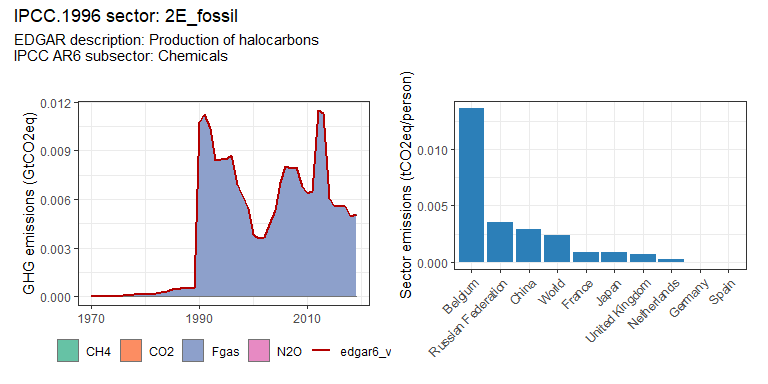 IPCC.1996 sector: 2E_fossil
EDGAR description: Production of halocarbons
IPCC AR6 subsector: Chemicals
GHG emissions (GtCO2eq)
0.012
0.009
0.006
0.003
0.000
1970
1990
2010
CH4
CO2
Fgas
N2O
edgar6_v
Sector emissions (tCO2eq/person)
0.010
0.005
0.000
Belgium
Russian Federation
China
World
France
Japan
United Kingdom
Netherlands
Germany
Spain